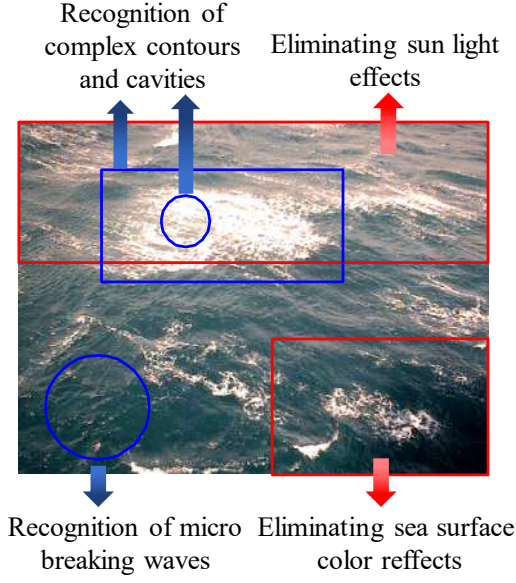 Recognition of
complex contours
and cavities
Eliminating sun light
effects
Recognition of micro
breaking waves
Eliminating sea surface
color reffects